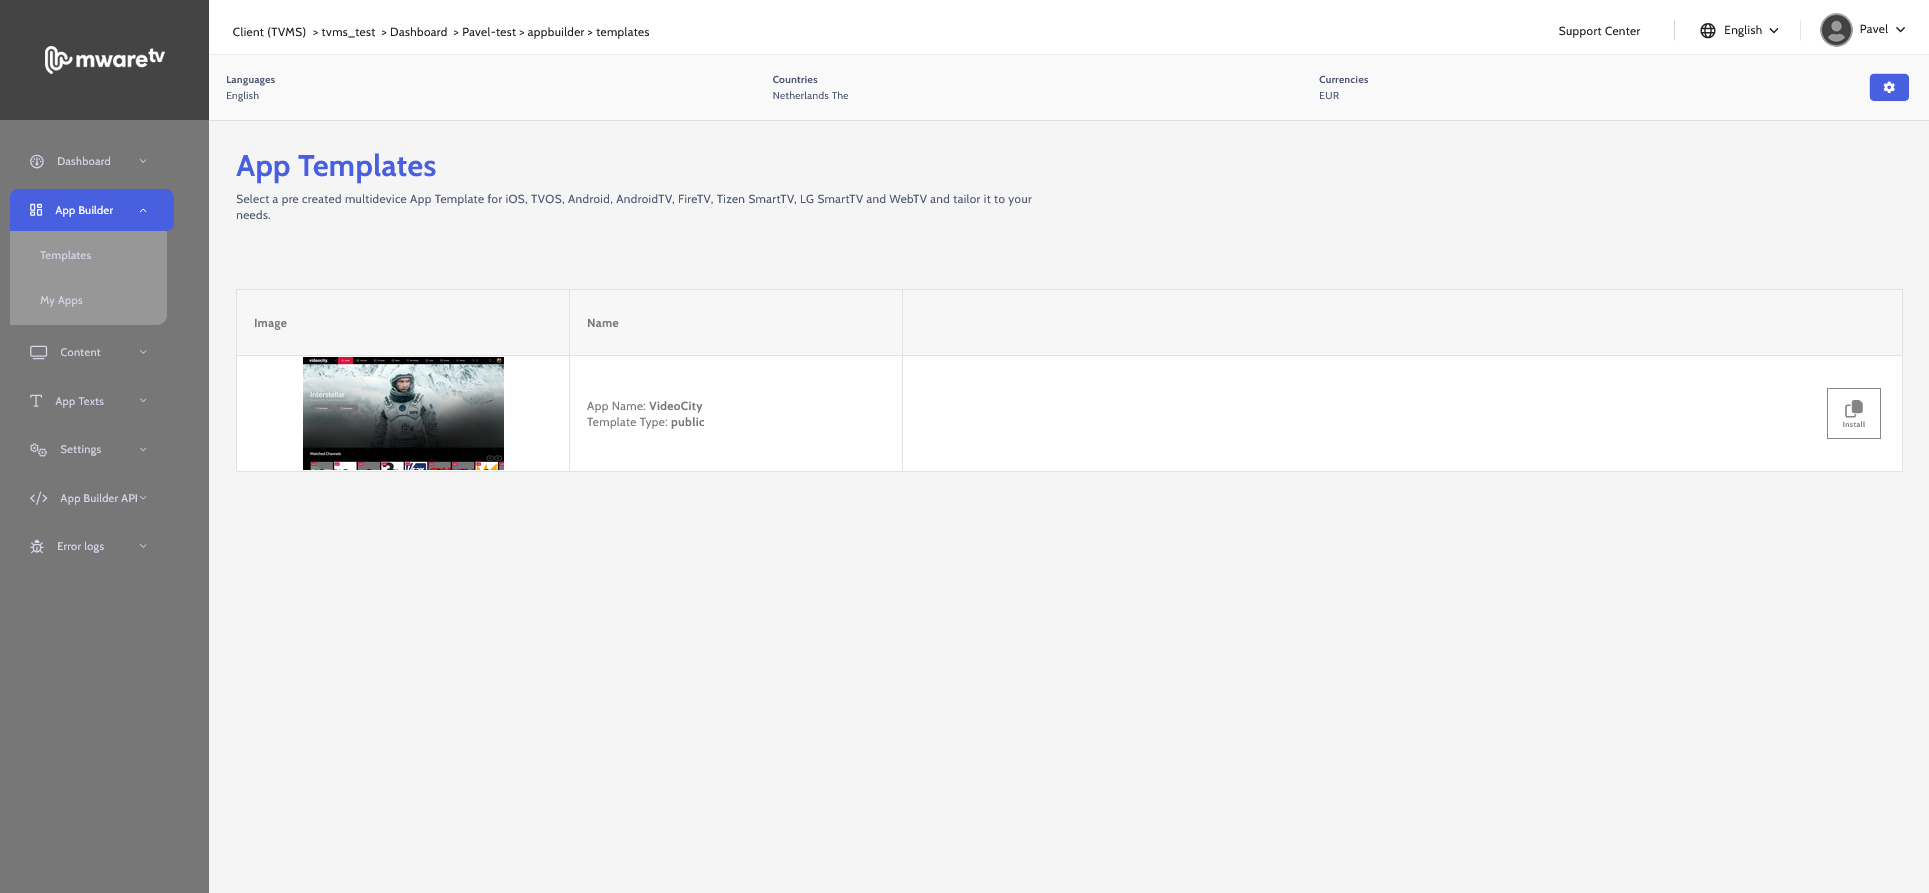 mwaretv
Client (TVMS) > tvms_test > Dashboard > Pavel-test > appbuilder > templates
Support Center
English
Pavel
Languages
English
Countries
Netherlands The
Currencies
EUR
Dashboard
App Builder
Templates
My Apps
Content
App Texts
Settings
App Builder API
Error logs
App Templates
Select a pre created multidevice App Template for iOS, TVOS, Android, AndroidTV, FireTV, Tizen SmartTV, LG SmartTV and WebTV and tailor it to your
needs.
Image
Name
videocity.
Interstellar
Watched Channels
App Name: VideoCity
Template Type: public
Install